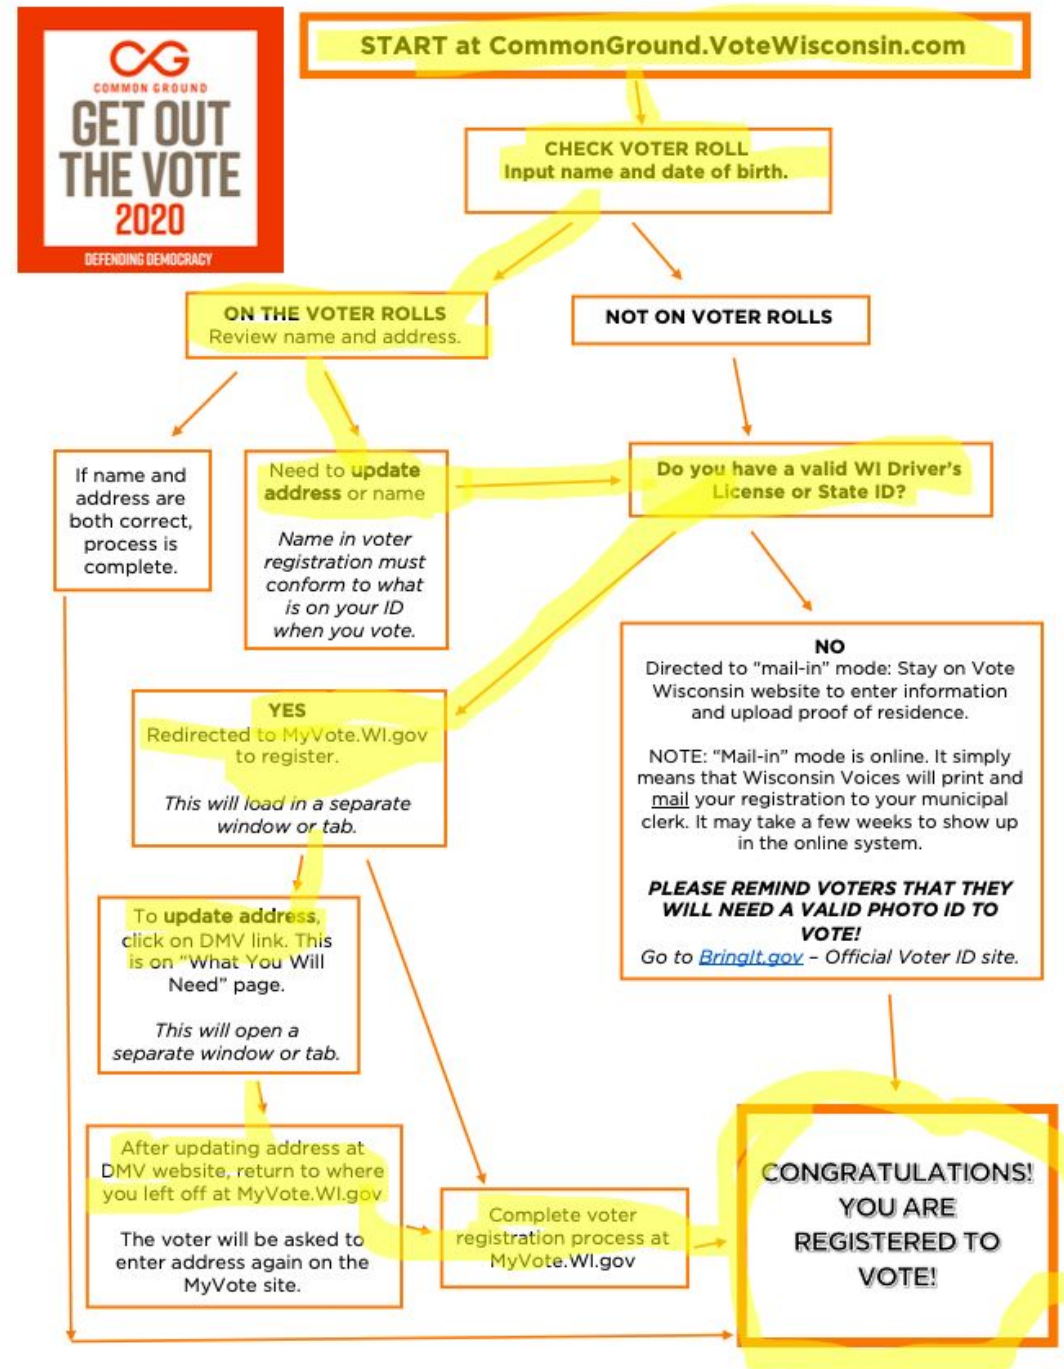 COMMON GROUND
GET OUT
THE VOTE
2020
DEFENDING DEMOCRACY
START at CommonGround.VoteWisconsin.com
CHECK VOTER ROLL
Input name and date of birth.
ON THE VOTER ROLLS
Review name and address.
NOT ON VOTER ROLLS
If name and
address are
both correct,
process is
complete.
Need to update
address or name
Name in voter
registration must
conform to what
is on your ID
when you vote.
Do you have a valid WI Driver's
License or State ID?
YES
Redirected to MyVote.WI.gov
to register.
This will load in a separate
window or tab.
NO
Directed to "mail-in" mode: Stay on Vote
Wisconsin website to enter information
and upload proof of residence.
NOTE: "Mail-in" mode is online. It simply
means that Wisconsin Voices will print and
mail your registration to your municipal
clerk. It may take a few weeks to show up
in the online system.
PLEASE REMIND VOTERS THAT THEY
WILL NEED A VALID PHOTO ID TO
VOTE!
Go to BringIt.gov – Official Voter ID site.
To update address,
click on DMV link. This
is on "What You Will
Need" page.
This will open a
separate window or tab.
After updating address at
DMV website, return to where
you left off at MyVote.WI.gov
The voter will be asked to
enter address again on the
MyVote site.
Complete voter
registration process at
MyVote.WI.gov
CONGRATULATIONS!
YOU ARE
REGISTERED TO
VOTE!